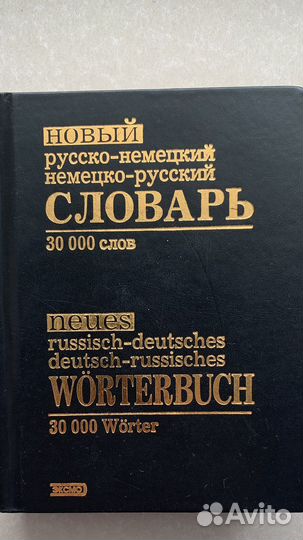 новый
русско-немецкий
немецко-русский
СЛОВАРЬ
30 000 слов
neues
russisch-deutsches
deutsch-russisches
WÖRTERBUCH
30 000 Wörter
ЭКСМО
Avito